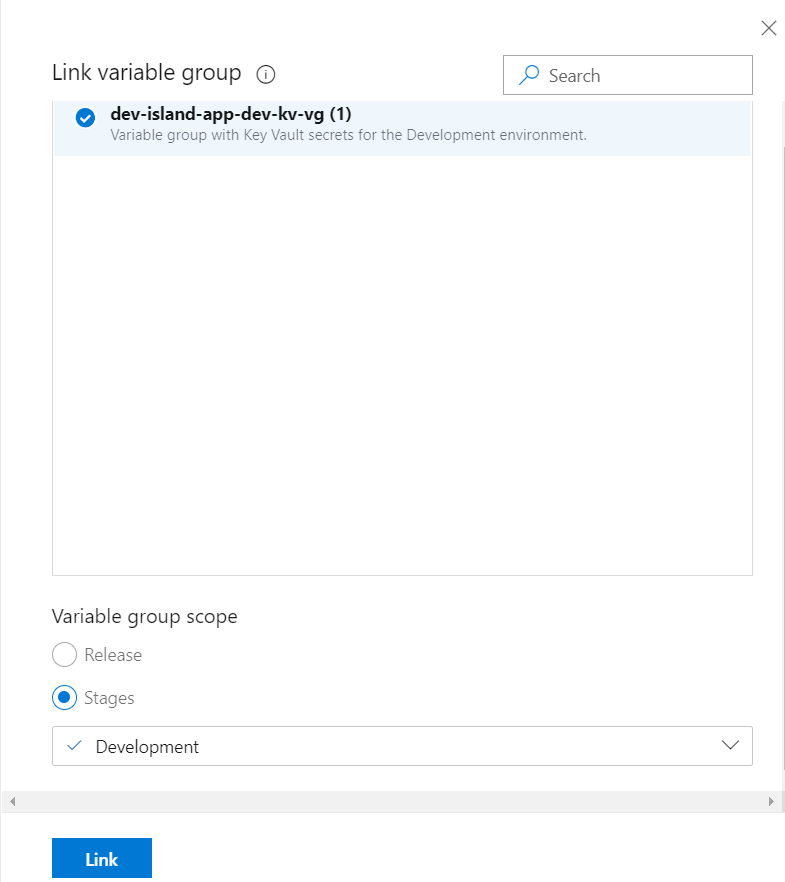 Link variable group
Search
dev-island-app-dev-kv-vg (1)
Variable group with Key Vault secrets for the Development environment.
Variable group scope
Release
Stages
Development
Link